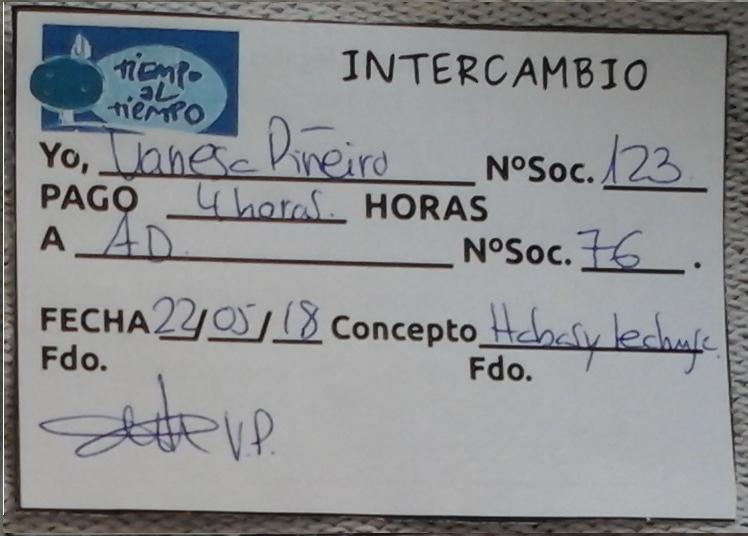 tiempo
al
tiempo
INTERCAMBIO
Yo, Vanesa Piñeiro NºSoc. 123
PAGO 4 horas. HORAS
A AD. NºSoc. 76.
FECHA 22/05/18 Concepto Habas y lechuga
Fdo. Fdo.
V.P.